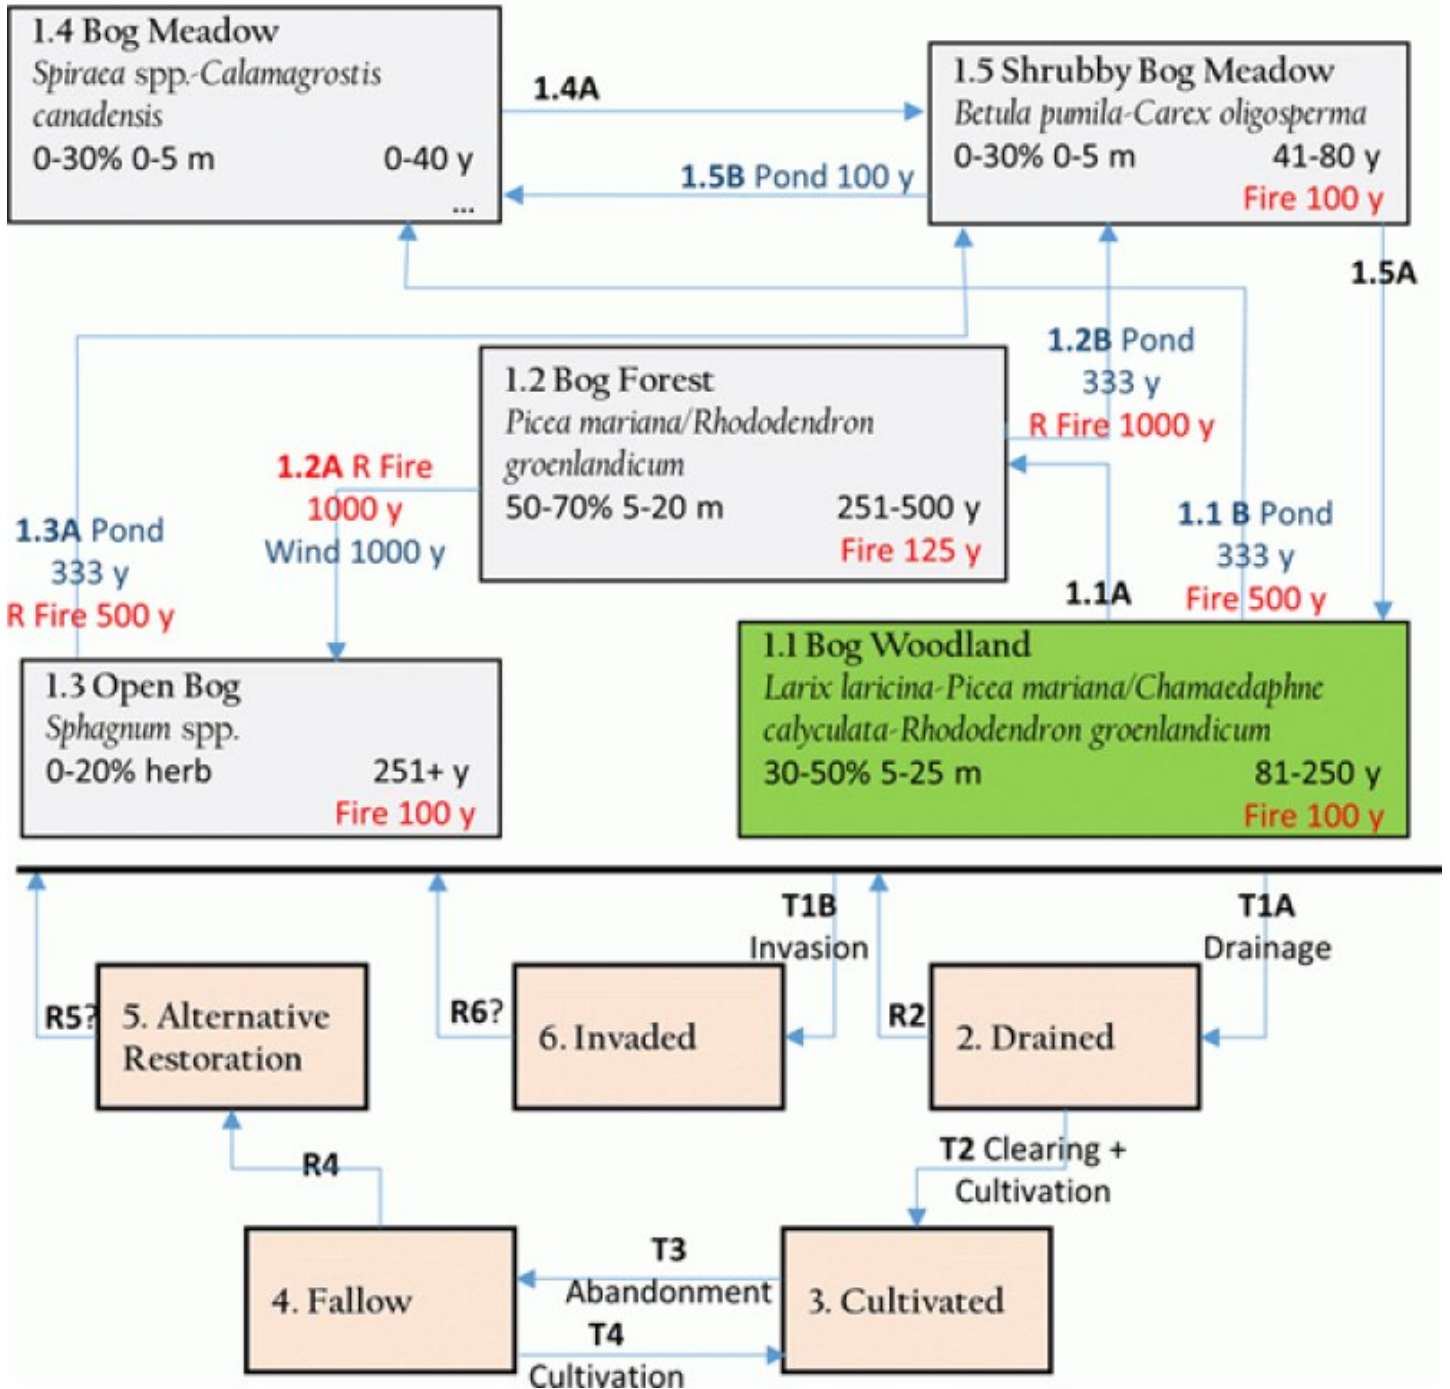 1.4 Bog Meadow
Spiraea spp.-Calamagrostis
canadensis
0-30% 0-5 m 0-40 y
...
1.4A
1.5B Pond 100 y
1.5 Shrubby Bog Meadow
Betula pumila-Carex oligosperma
0-30% 0-5 m 41-80 y
Fire 100 y
1.5A
1.2B Pond
333 y
R Fire 1000 y
1.2 Bog Forest
Picea mariana/Rhododendron
groenlandicum
50-70% 5-20 m 251-500 y
Fire 125 y
1.2A R Fire
1000 y
Wind 1000 y
1.3A Pond
333 y
R Fire 500 y
1.1A
1.1 B Pond
333 y
Fire 500 y
1.3 Open Bog
Sphagnum spp.
0-20% herb 251+ y
Fire 100 y
1.1 Bog Woodland
Larix laricina-Picea mariana/Chamaedaphne
calyculata-Rhododendron groenlandicum
30-50% 5-25 m 81-250 y
Fire 100 y
T1B
Invasion
T1A
Drainage
R5?
5. Alternative
Restoration
R6?
6. Invaded
R2
2. Drained
R4
T2 Clearing +
Cultivation
4. Fallow
T3
Abandonment
T4
Cultivation
3. Cultivated